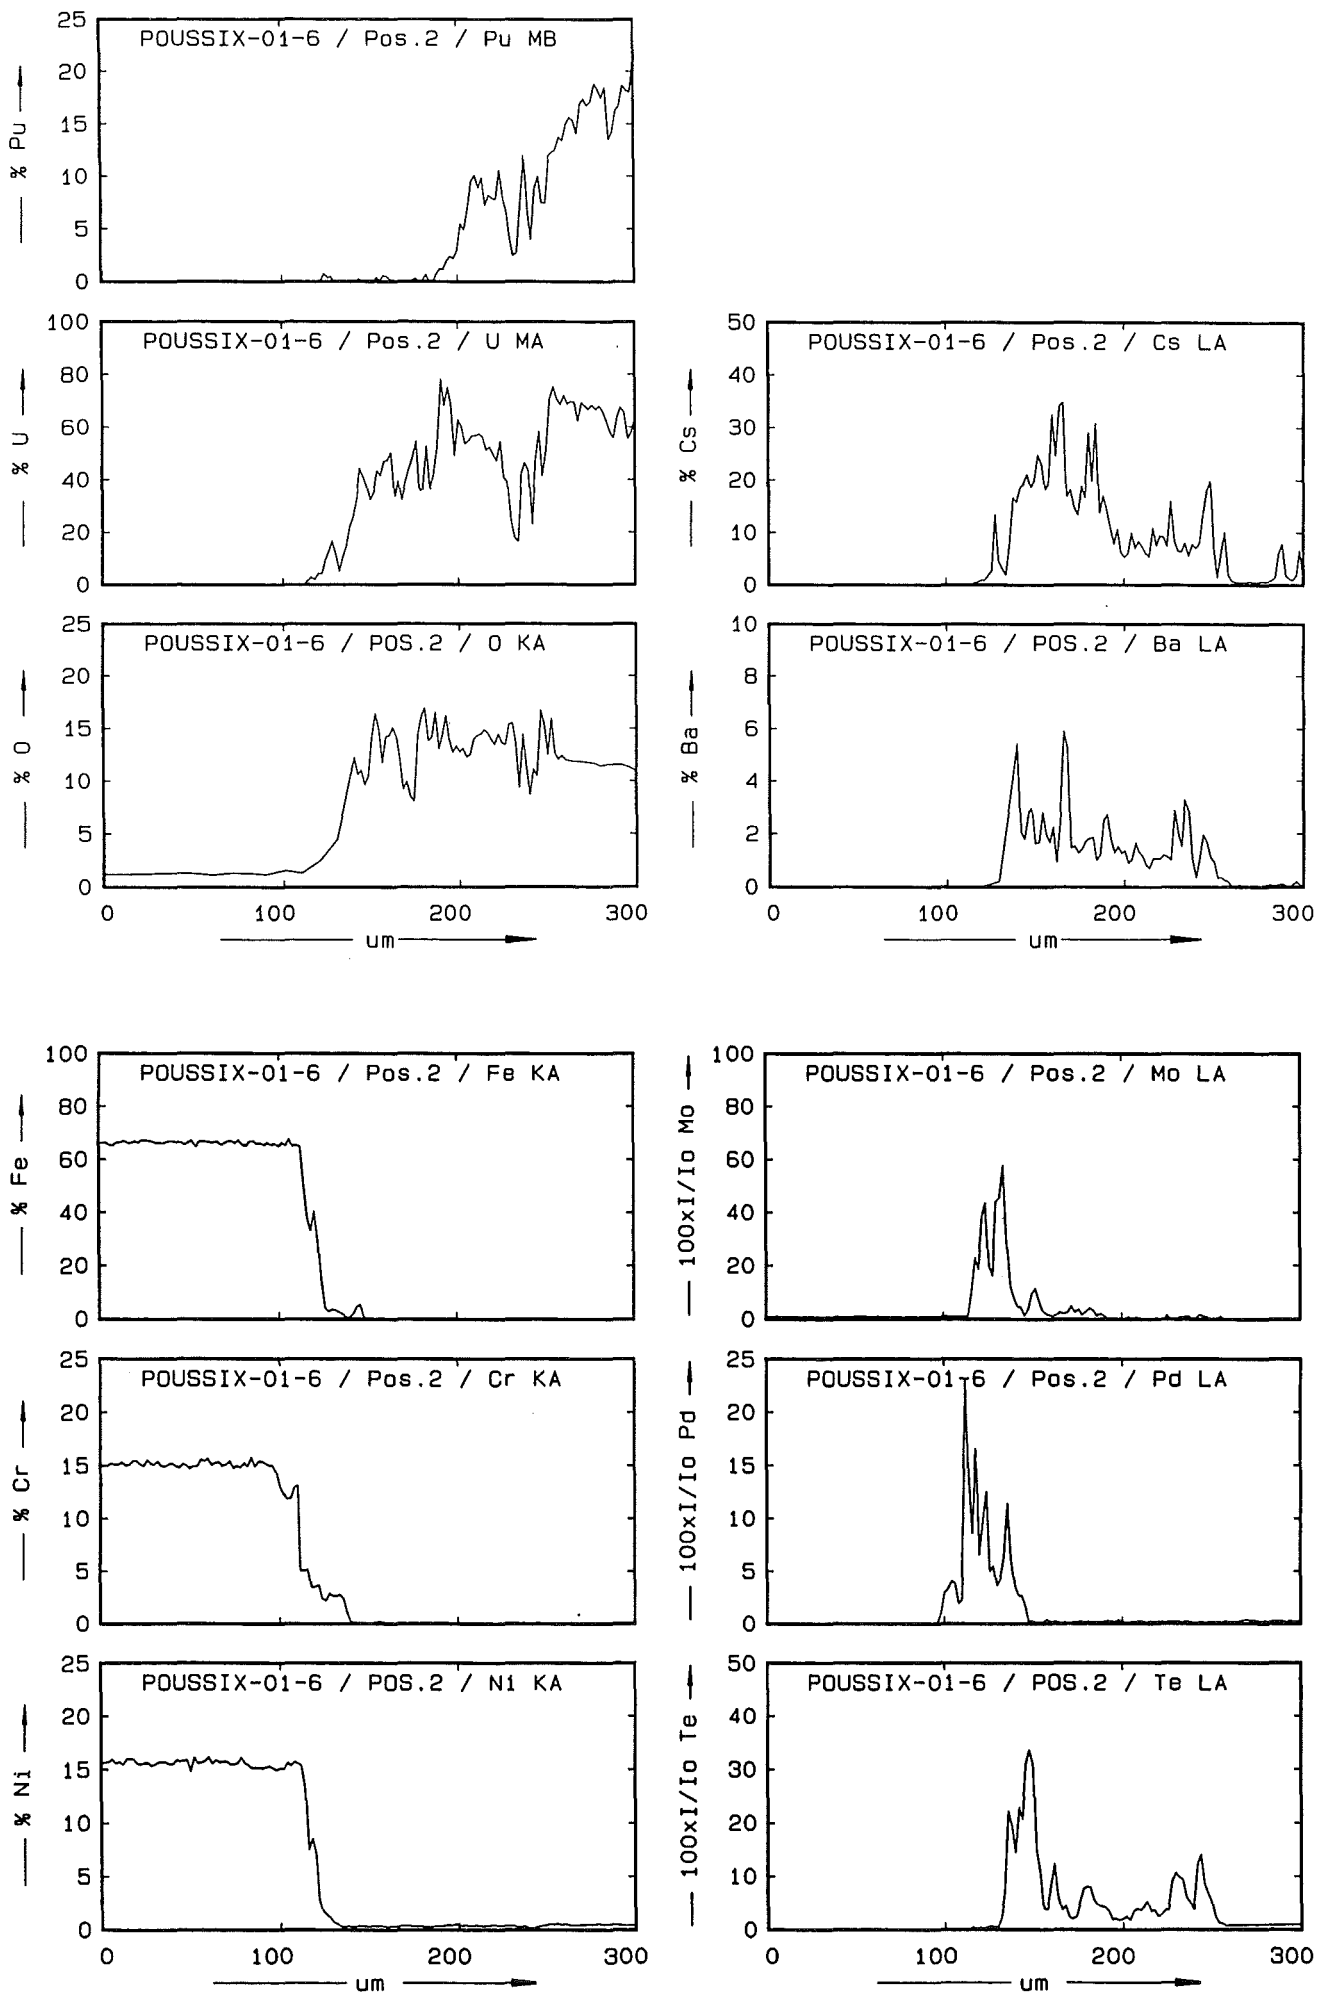 POUSSIX-01-6 / Pos.2 / Pu MB
% Pu
25
20
15
10
5
0
POUSSIX-01-6 / Pos.2 / U MA
% U
100
80
60
40
20
0
POUSSIX-01-6 / Pos.2 / Cs LA
% Cs
50
40
30
20
10
0
POUSSIX-01-6 / POS.2 / O KA
% O
25
20
15
10
5
0
0 100 200 300
um
POUSSIX-01-6 / POS.2 / Ba LA
% Ba
10
8
6
4
2
0
0 100 200 300
um
POUSSIX-01-6 / Pos.2 / Fe KA
% Fe
100
80
60
40
20
0
POUSSIX-01-6 / Pos.2 / Mo LA
100xI/Io Mo
100
80
60
40
20
0
POUSSIX-01-6 / Pos.2 / Cr KA
% Cr
25
20
15
10
5
0
POUSSIX-01-6 / Pos.2 / Pd LA
100xI/Io Pd
25
20
15
10
5
0
POUSSIX-01-6 / POS.2 / Ni KA
% Ni
25
20
15
10
5
0
0 100 200 300
um
POUSSIX-01-6 / POS.2 / Te LA
100xI/Io Te
50
40
30
20
10
0
0 100 200 300
um